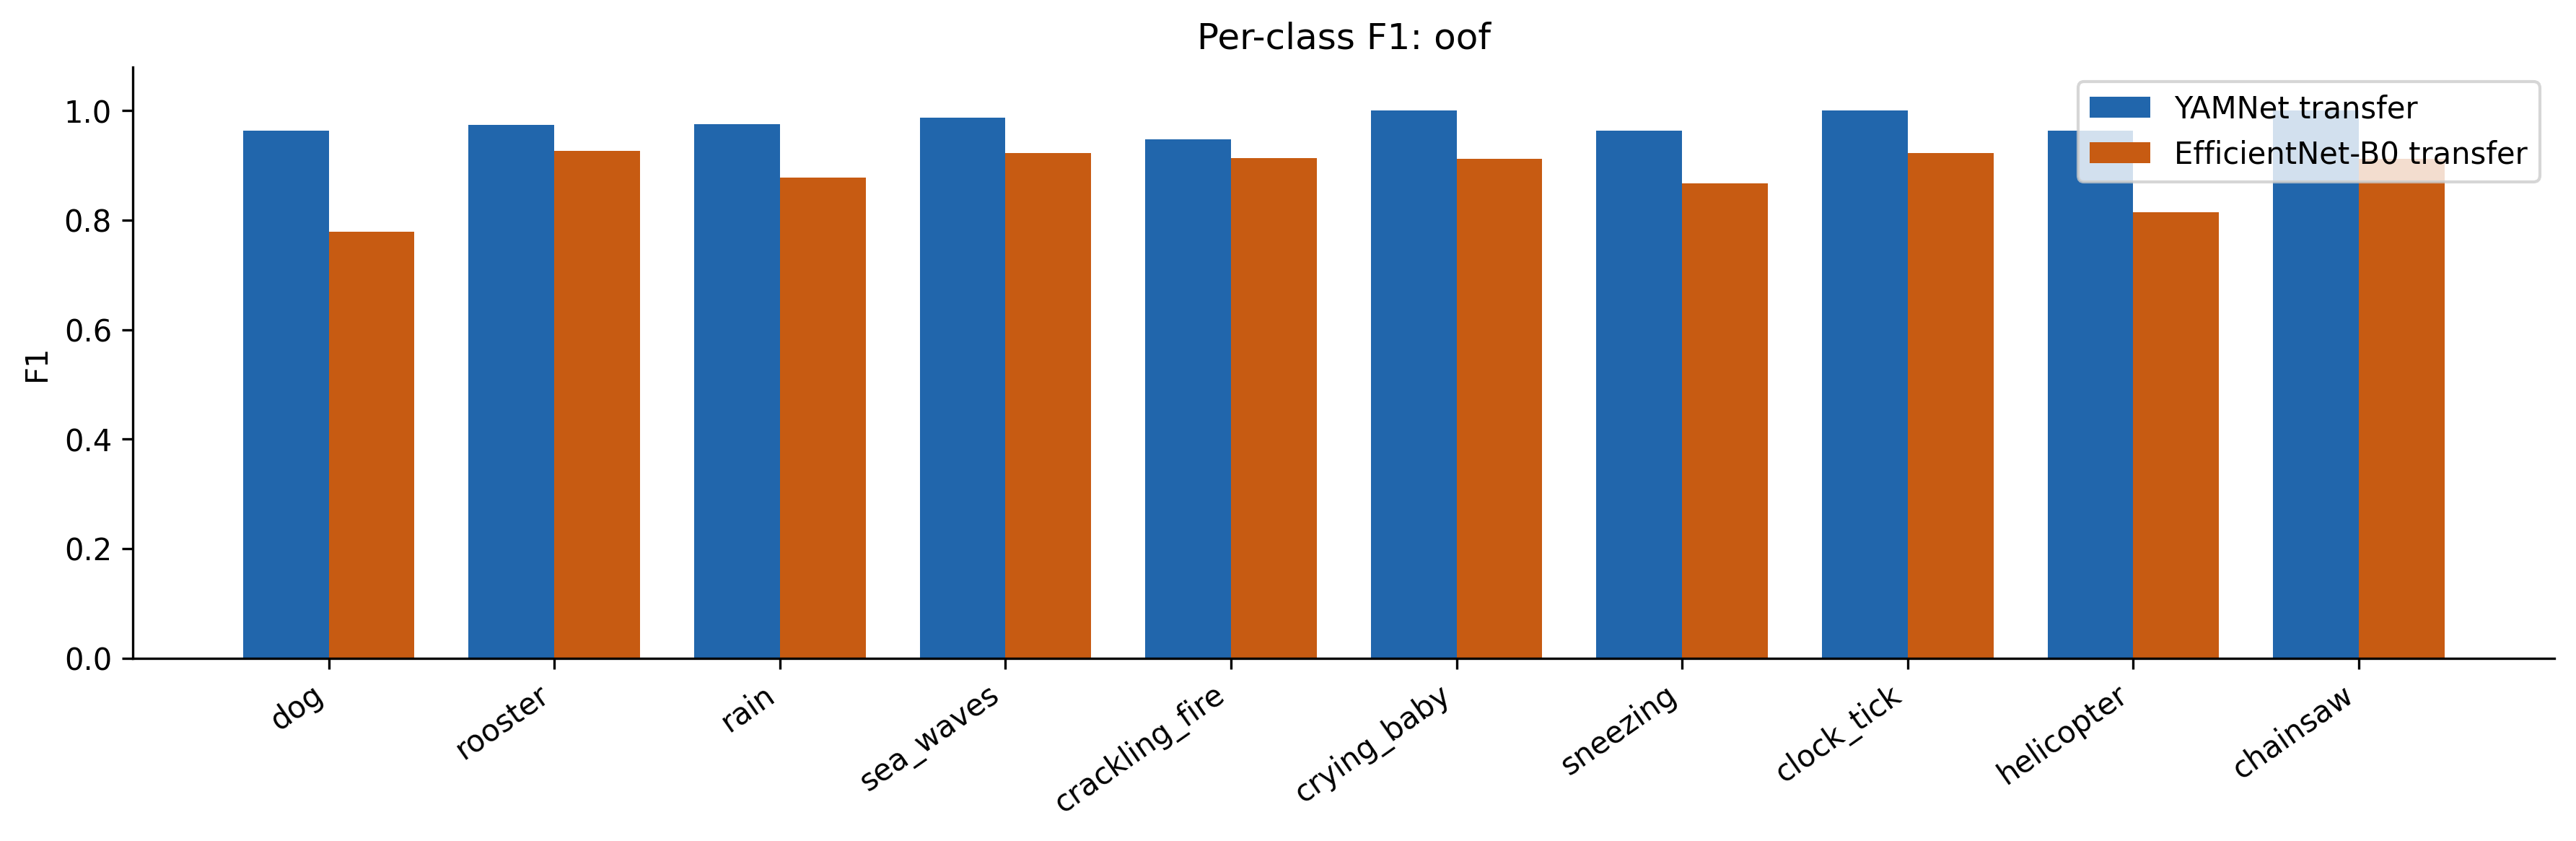 Per-class F1: oof
YAMNet transfer
EfficientNet-B0 transfer
F1
1.0
0.8
0.6
0.4
0.2
0.0
dog
rooster
rain
sea_waves
crackling_fire
crying_baby
sneezing
clock_tick
helicopter
chainsaw